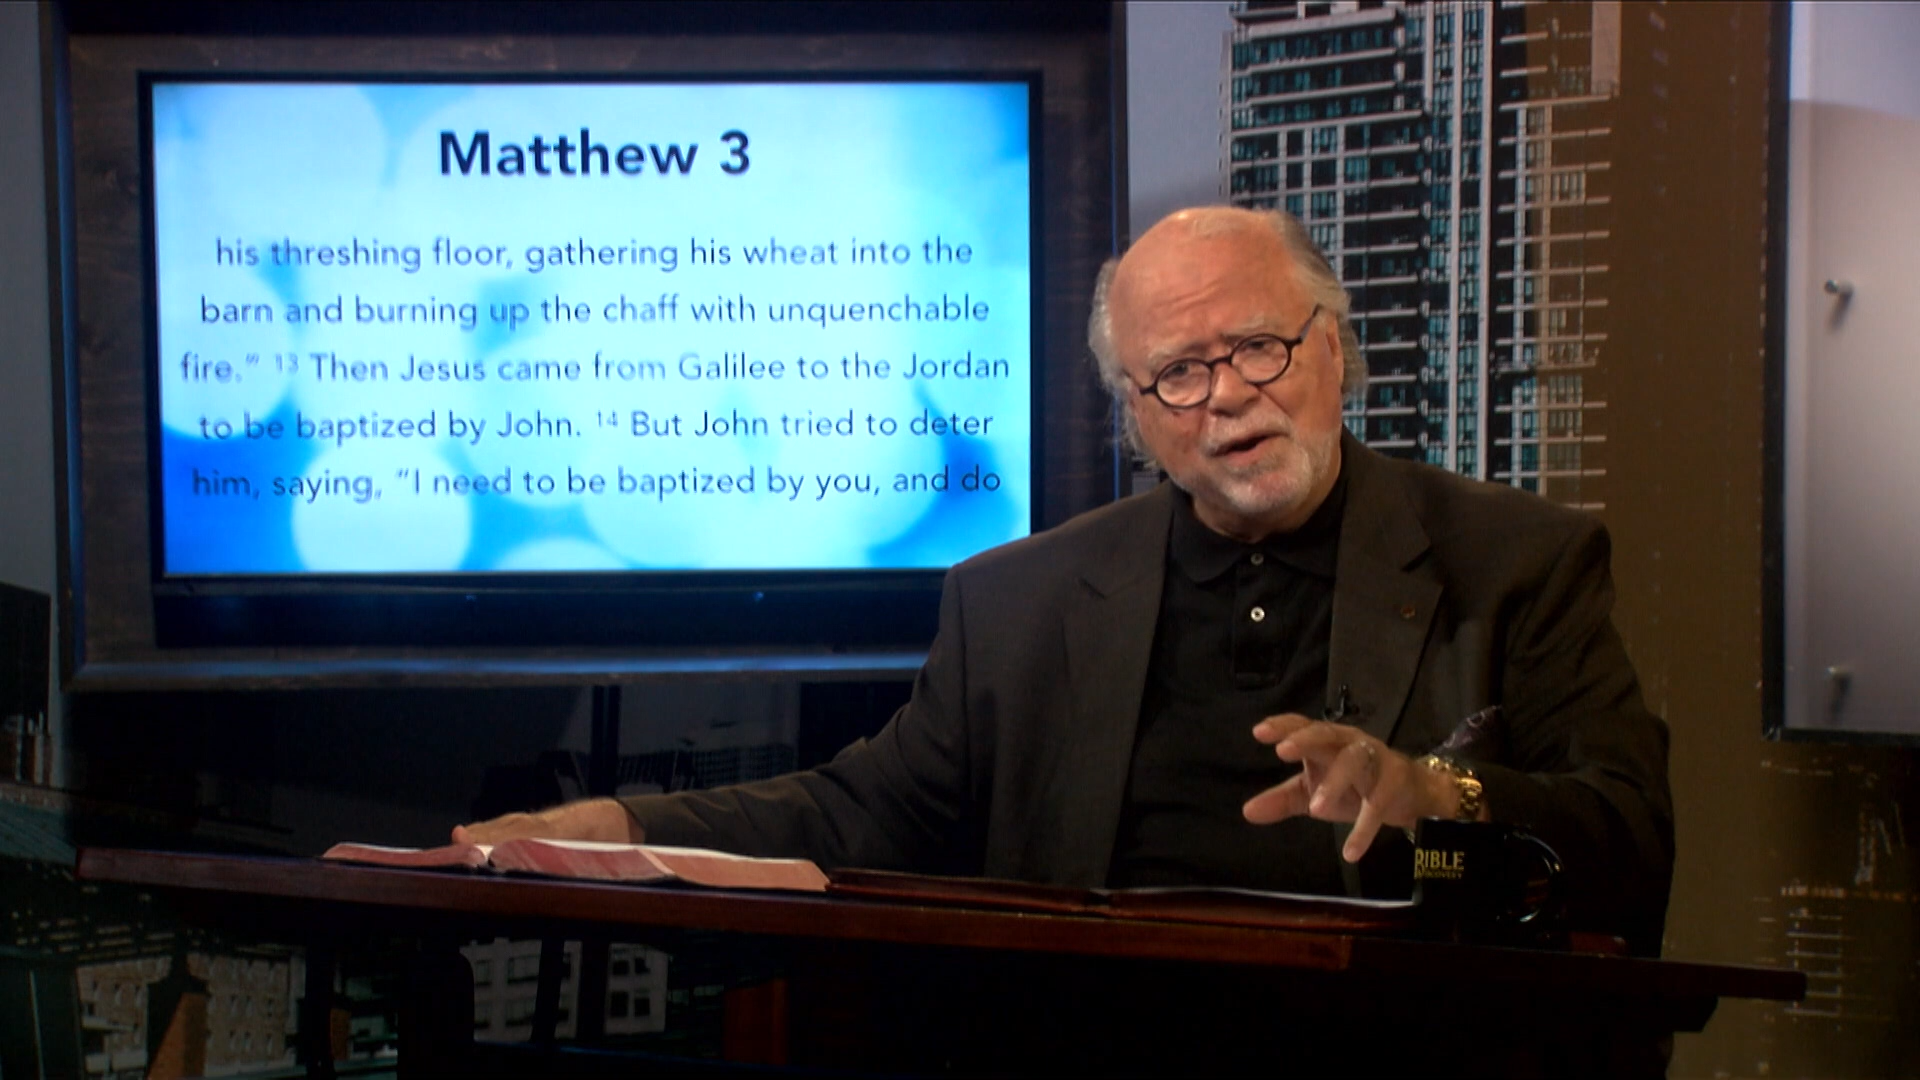 Matthew 3
his threshing floor, gathering his wheat into the
barn and burning up the chaff with unquenchable
fire.” 13 Then Jesus came from Galilee to the Jordan
to be baptized by John. 14 But John tried to deter
him, saying, “I need to be baptized by you, and do
BIBLE
DISCOVERY